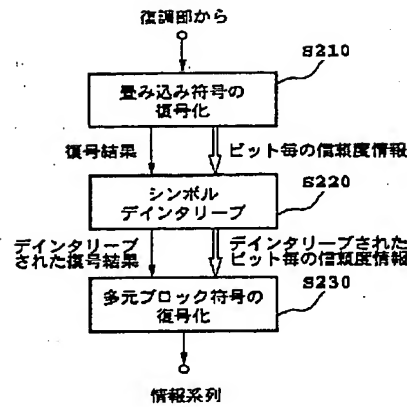 復調部から
S210
畳み込み符号の
復号化
復号結果
ビット毎の信頼度情報
S220
シンボル
デインタリーブ
デインタリーブ
された復号結果
デインタリーブされた
ビット毎の信頼度情報
S230
多元ブロック符号の
復号化
情報系列